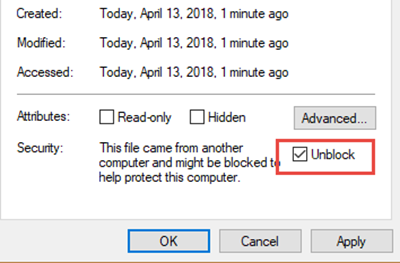 Created: Today, April 13, 2018, 1 minute ago
Modified: Today, April 13, 2018, 1 minute ago
Accessed: Today, April 13, 2018, 1 minute ago
Attributes: Read-only Hidden Advanced...
Security: This file came from another
computer and might be blocked to
help protect this computer.
Unblock
OK Cancel Apply